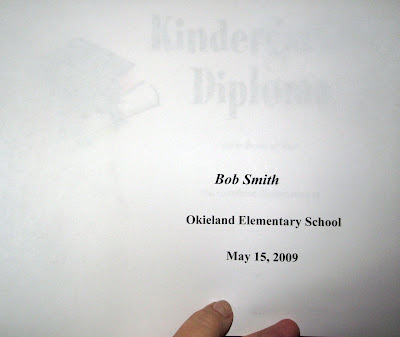 Kindergarten
Diploma
Bob Smith
Okieland Elementary School
May 15, 2009